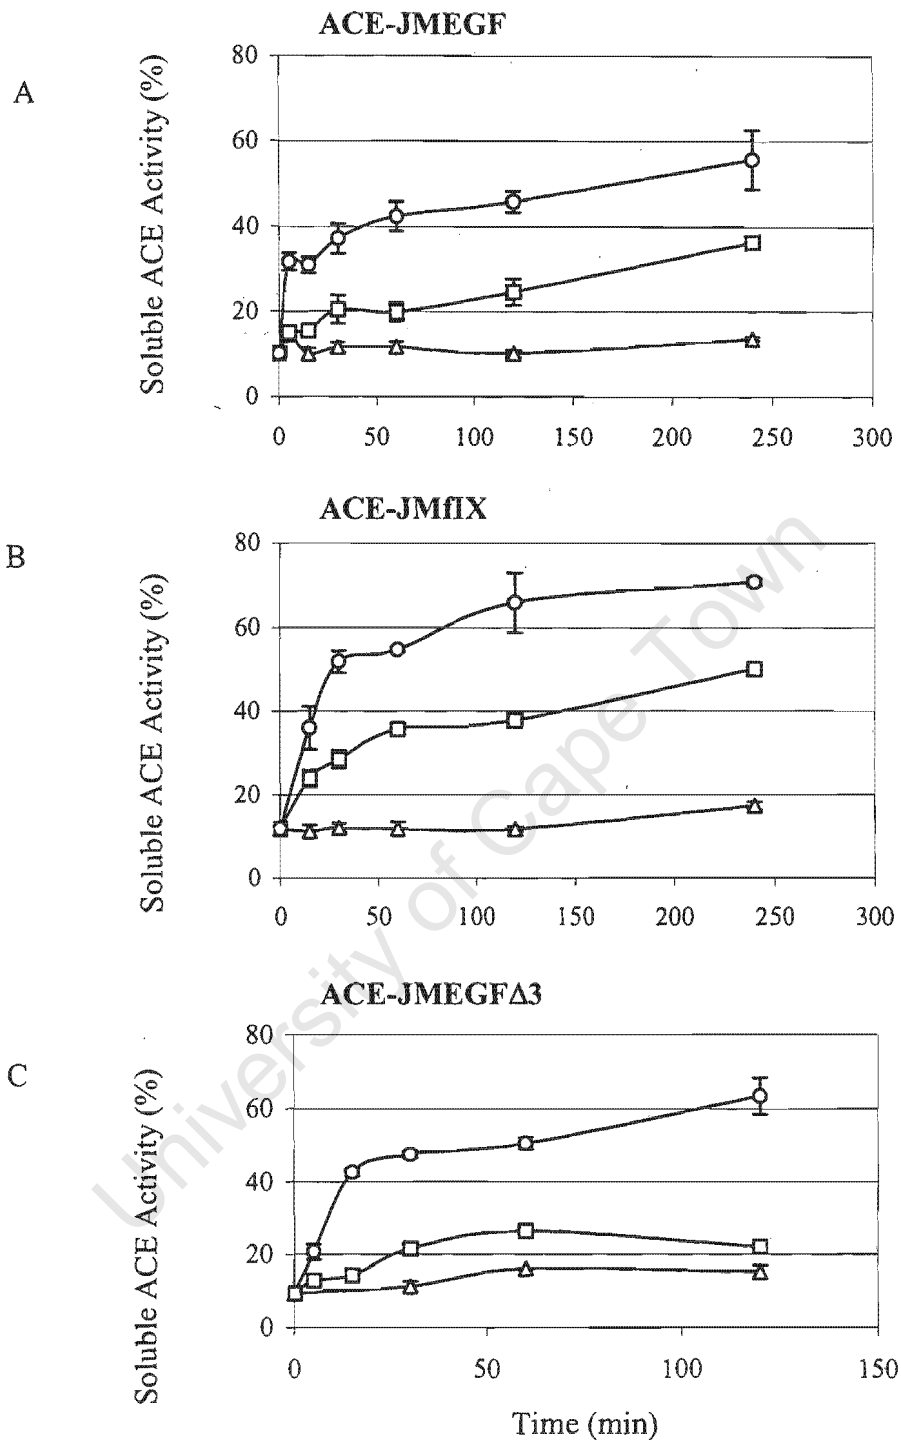 ACE-JMEGF
A
Soluble ACE Activity (%)
80
60
40
20
0
0 50 100 150 200 250 300
ACE-JMfIX
B
Soluble ACE Activity (%)
80
60
40
20
0
0 50 100 150 200 250 300
ACE-JMEGFΔ3
C
Soluble ACE Activity (%)
80
60
40
20
0
0 50 100 150
Time (min)
University of Cape Town